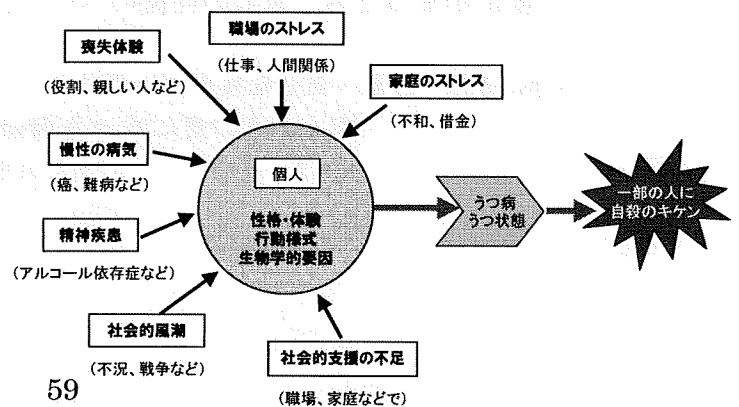 職場のストレス
(仕事、人間関係)
喪失体験
(役割、親しい人など)
家庭のストレス
(不和、借金)
慢性の病気
(癌、難病など)
個人
性格・体験
行動様式
生物学的要因
うつ病
うつ状態
一部の人に
自殺のキケン
精神疾患
(アルコール依存症など)
社会的風潮
(不況、戦争など)
社会的支援の不足
(職場、家庭などで)
59